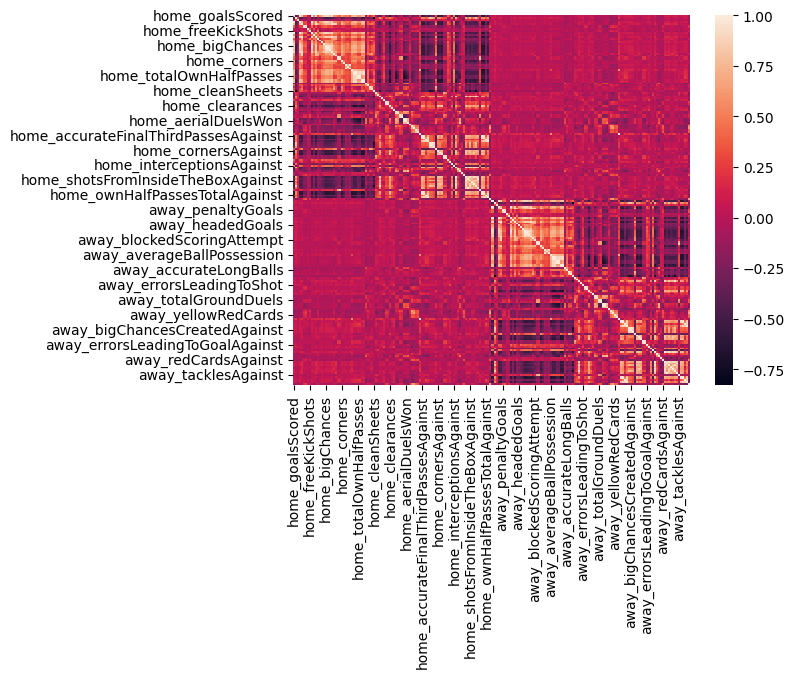 home_goalsScored
home_freeKickShots
home_bigChances
home_corners
home_totalOwnHalfPasses
home_cleanSheets
home_clearances
home_aerialDuelsWon
home_accurateFinalThirdPassesAgainst
home_cornersAgainst
home_interceptionsAgainst
home_shotsFromInsideTheBoxAgainst
home_ownHalfPassesTotalAgainst
away_penaltyGoals
away_headedGoals
away_blockedScoringAttempt
away_averageBallPossession
away_accurateLongBalls
away_errorsLeadingToShot
away_totalGroundDuels
away_yellowRedCards
away_bigChancesCreatedAgainst
away_errorsLeadingToGoalAgainst
away_redCardsAgainst
away_tacklesAgainst
home_goalsScored
home_freeKickShots
home_bigChances
home_corners
home_totalOwnHalfPasses
home_cleanSheets
home_clearances
home_aerialDuelsWon
home_accurateFinalThirdPassesAgainst
home_cornersAgainst
home_interceptionsAgainst
home_shotsFromInsideTheBoxAgainst
home_ownHalfPassesTotalAgainst
away_penaltyGoals
away_headedGoals
away_blockedScoringAttempt
away_averageBallPossession
away_accurateLongBalls
away_errorsLeadingToShot
away_totalGroundDuels
away_yellowRedCards
away_bigChancesCreatedAgainst
away_errorsLeadingToGoalAgainst
away_redCardsAgainst
away_tacklesAgainst
1.00
0.75
0.50
0.25
0.00
−0.25
−0.50
−0.75